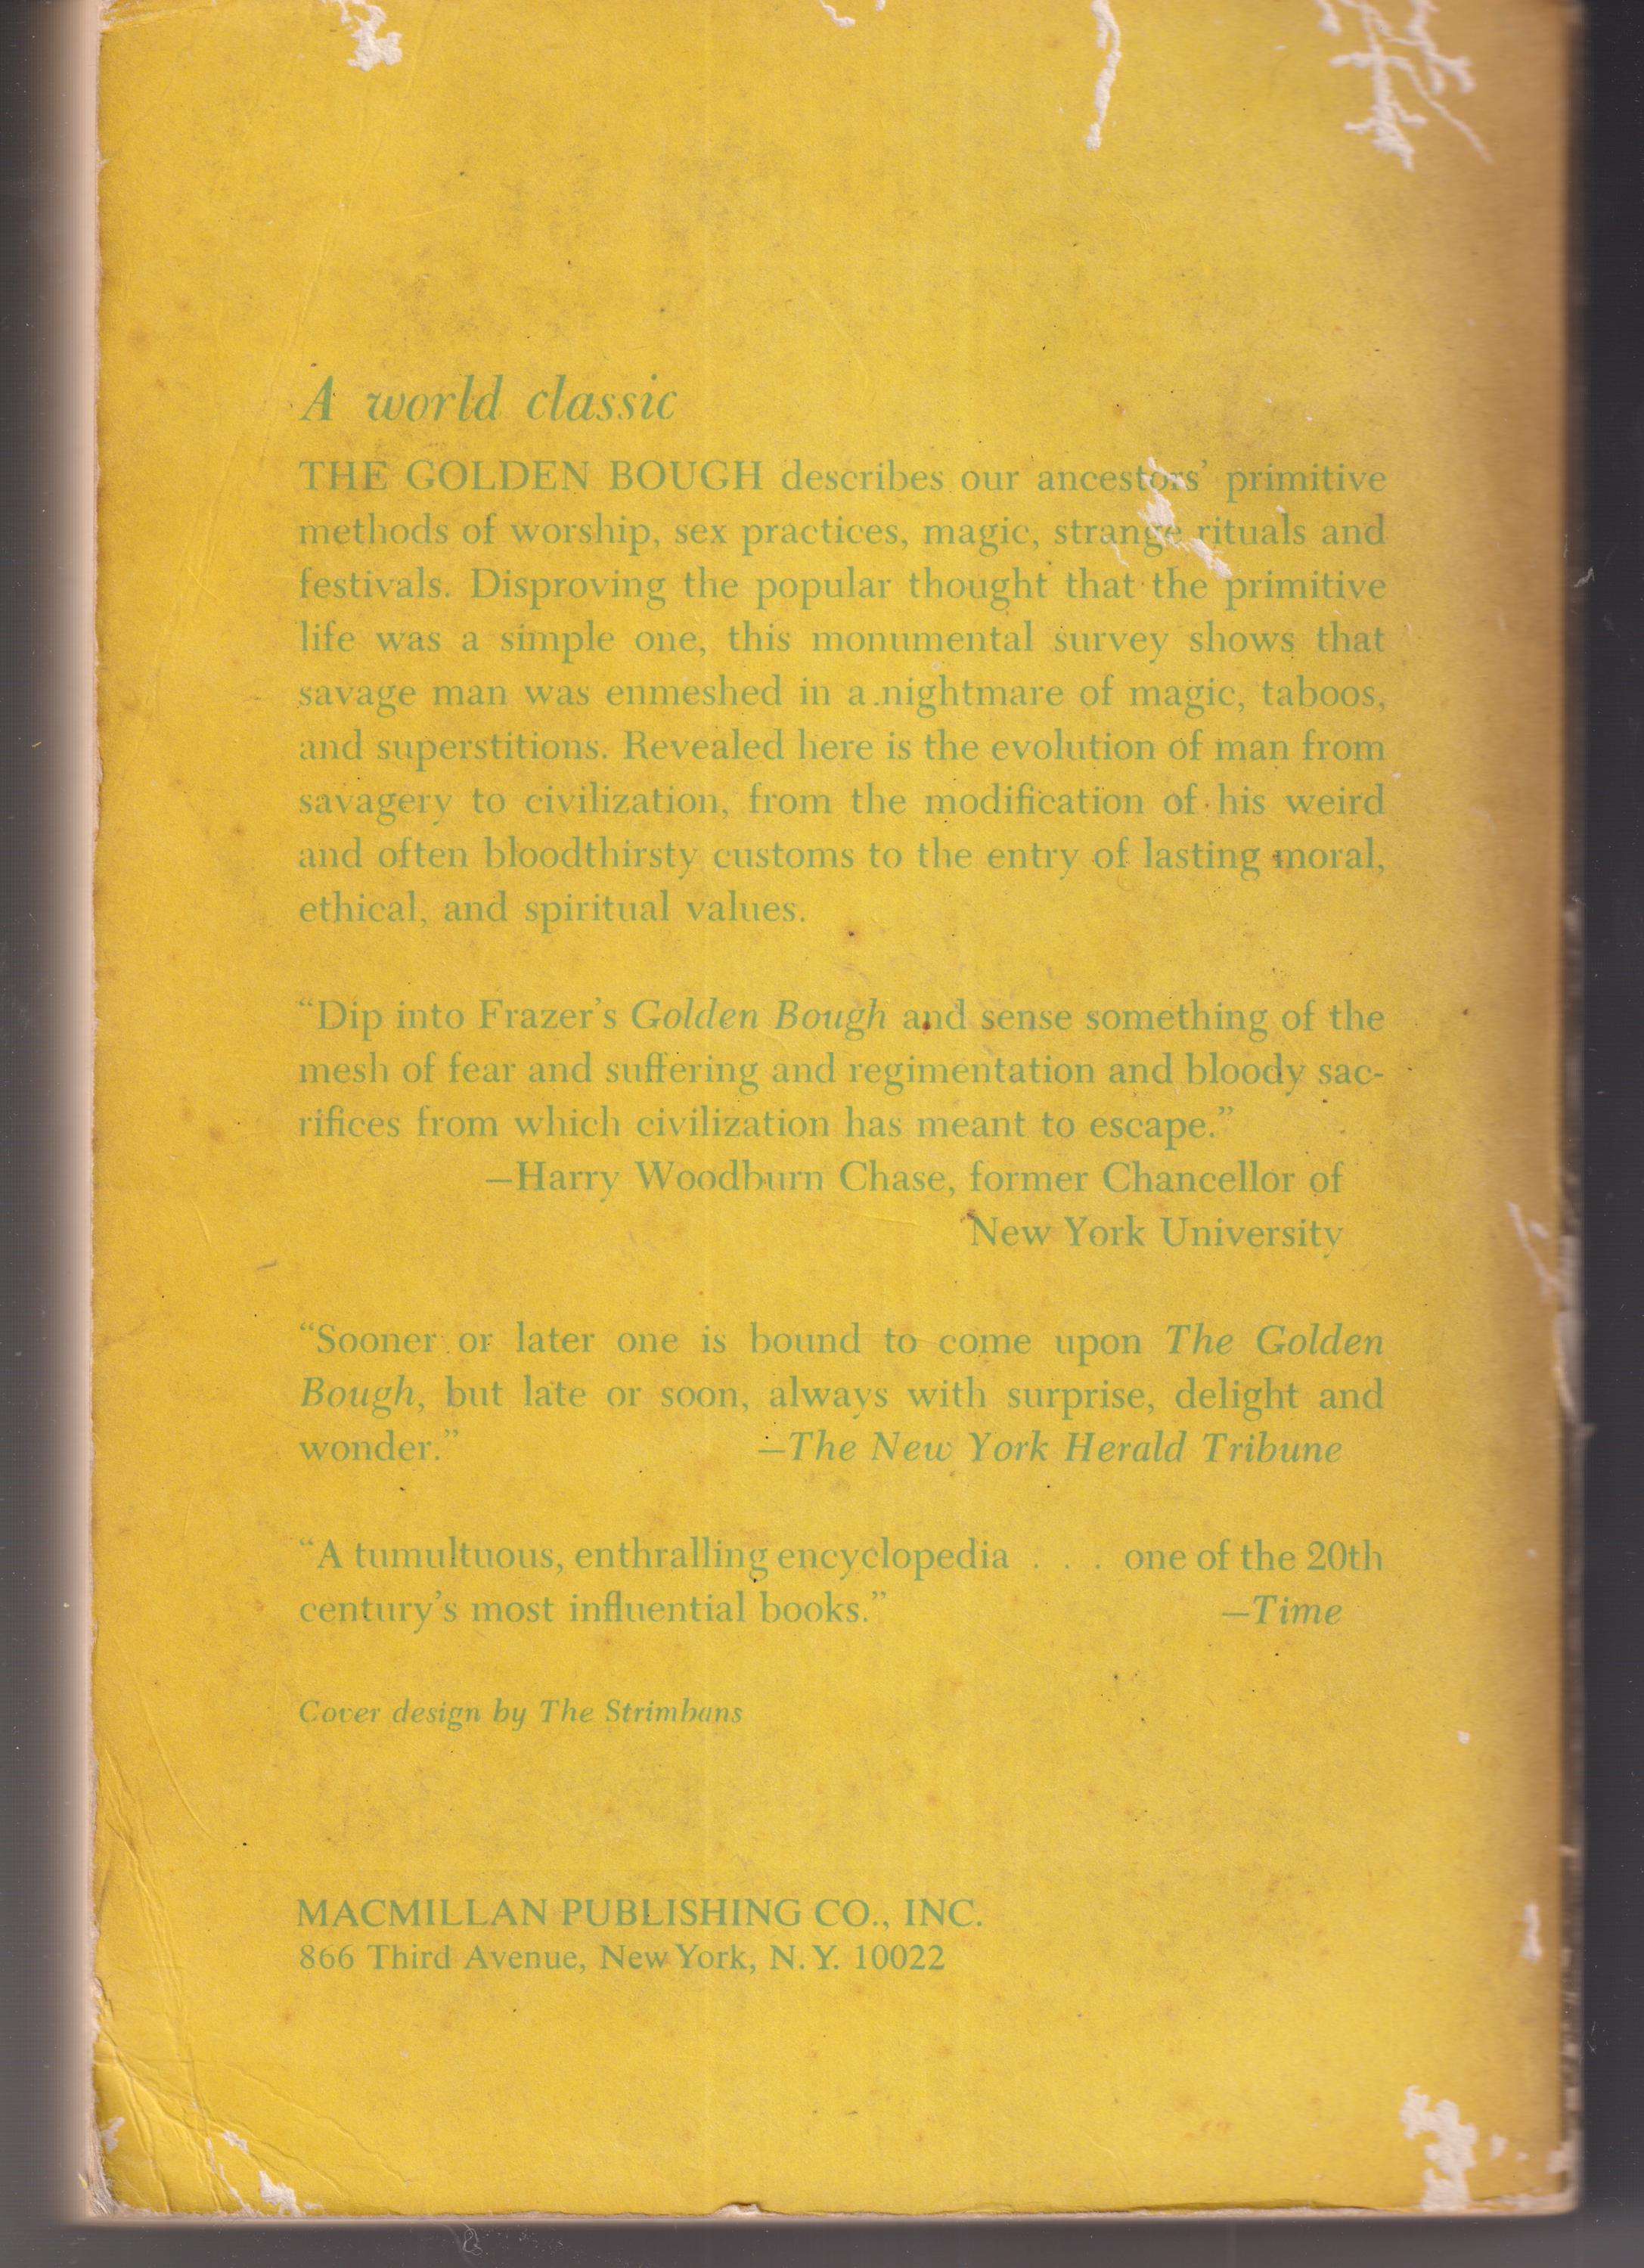 A world classic
THE GOLDEN BOUGH describes our ancestors’ primitive
methods of worship, sex practices, magic, strange rituals and
festivals. Disproving the popular thought that the primitive
life was a simple one, this monumental survey shows that
savage man was enmeshed in a nightmare of magic, taboos,
and superstitions. Revealed here is the evolution of man from
savagery to civilization, from the modification of his weird
and often bloodthirsty customs to the entry of lasting moral,
ethical, and spiritual values.
“Dip into Frazer’s Golden Bough and sense something of the
mesh of fear and suffering and regimentation and bloody sac-
rifices from which civilization has meant to escape.”
—Harry Woodburn Chase, former Chancellor of
New York University
“Sooner or later one is bound to come upon The Golden
Bough, but late or soon, always with surprise, delight and
wonder.” —The New York Herald Tribune
“A tumultuous, enthralling encyclopedia . . . one of the 20th
century’s most influential books.” —Time
Cover design by The Strimbans
MACMILLAN PUBLISHING CO., INC.
866 Third Avenue, New York, N. Y. 10022